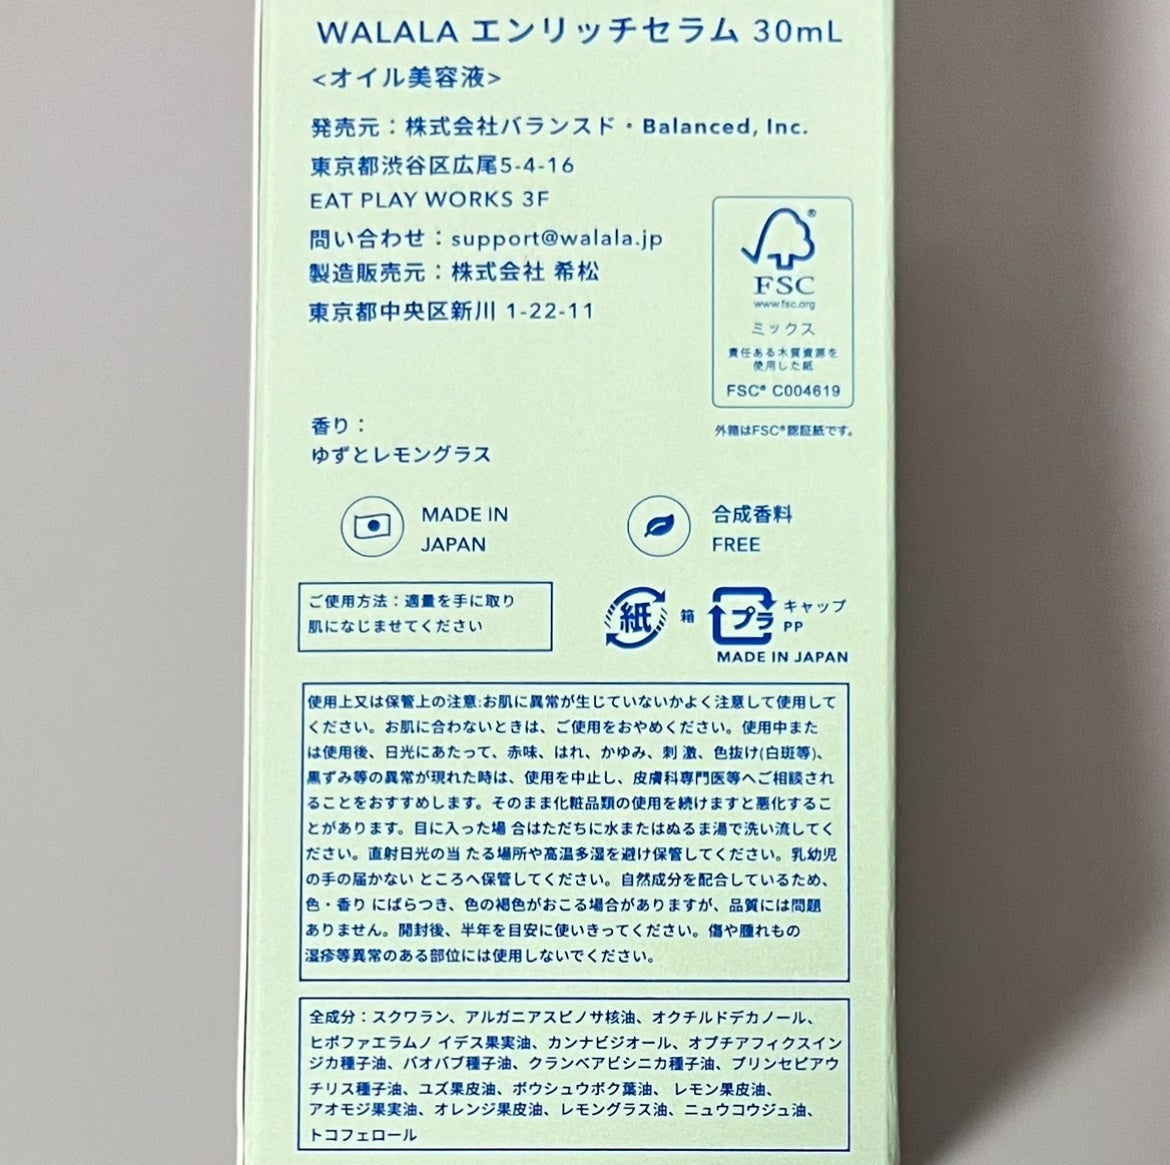 WALALA エンリッチセラム 30mL
<オイル美容液>
発売元：株式会社バランスド・Balanced, Inc.
東京都渋谷区広尾5-4-16
EAT PLAY WORKS 3F
問い合わせ：support@walala.jp
製造販売元：株式会社 希松
東京都中央区新川 1-22-11
FSC®
www.fsc.org
ミックス
責任ある木質資源を
使用した紙
FSC® C004619
外箱はFSC®認証紙です。
香り：
ゆずとレモングラス
MADE IN
JAPAN
合成香料
FREE
ご使用方法：適量を手に取り
肌になじませてください
紙 箱
プラ キャップ
PP
MADE IN JAPAN
使用上又は保管上の注意:お肌に異常が生じていないかよく注意して使用して
ください。お肌に合わないときは、ご使用をおやめください。使用中また
は使用後、日光にあたって、赤味、はれ、かゆみ、刺 激、色抜け(白斑等)、
黒ずみ等の異常が現れた時は、使用を中止し、皮膚科専門医等へご相談され
ることをおすすめします。そのまま化粧品類の使用を続けますと悪化するこ
とがあります。目に入った場 合はただちに水またはぬるま湯で洗い流してく
ださい。直射日光の当 たる場所や高温多湿を避け保管してください。乳幼児
の手の届かない ところへ保管してください。自然成分を配合しているため、
色・香り にばらつき、色の褪色がおこる場合がありますが、品質には問題
ありません。開封後、半年を目安に使いきってください。傷や腫れもの
湿疹等異常のある部位には使用しないでください。
全成分：スクワラン、アルガニアスピノサ核油、オクチルドデカノール、
ヒポファエラムノ イデス果実油、カンナビジオール、オプチアフィクスイン
ジカ種子油、バオバブ種子油、クランベアビシニカ種子油、プリンセピアウ
チリス種子油、ユズ果皮油、ボウシュウボク葉油、 レモン果皮油、
アオモジ果実油、オレンジ果皮油、レモングラス油、ニュウコウジュ油、
トコフェロール